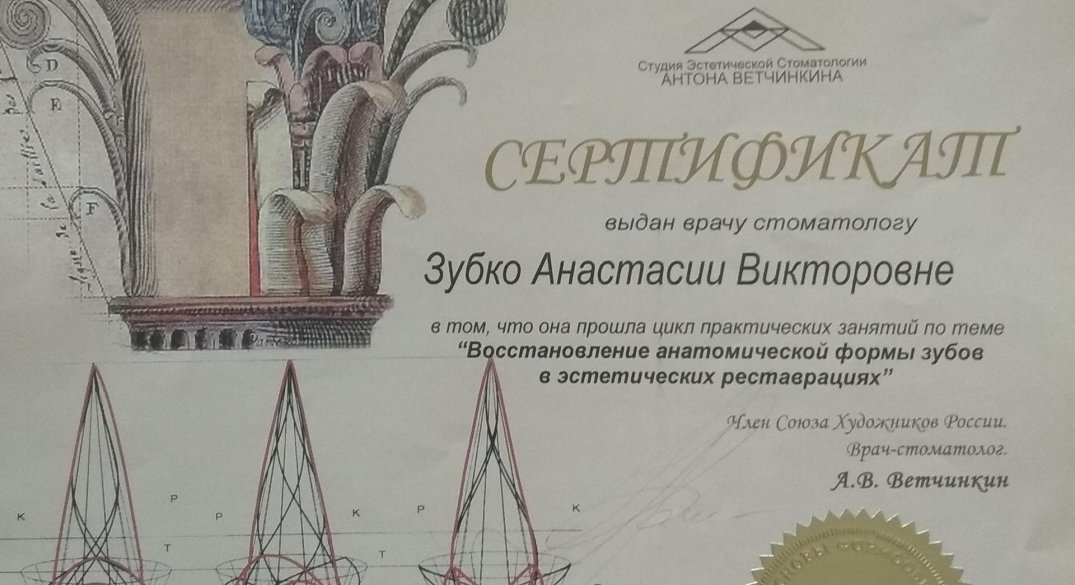 Студия Эстетической Стоматологии
АНТОНА ВЕТЧИНКИНА
СЕРТИФИКАТ
выдан врачу стоматологу
Зубко Анастасии Викторовне
в том, что она прошла цикл практических занятий по теме
“Восстановление анатомической формы зубов
в эстетических реставрациях”
Член Союза Художников России.
Врач-стоматолог.
А.В. Ветчинкин
D
E
F
K P P K P K
T T